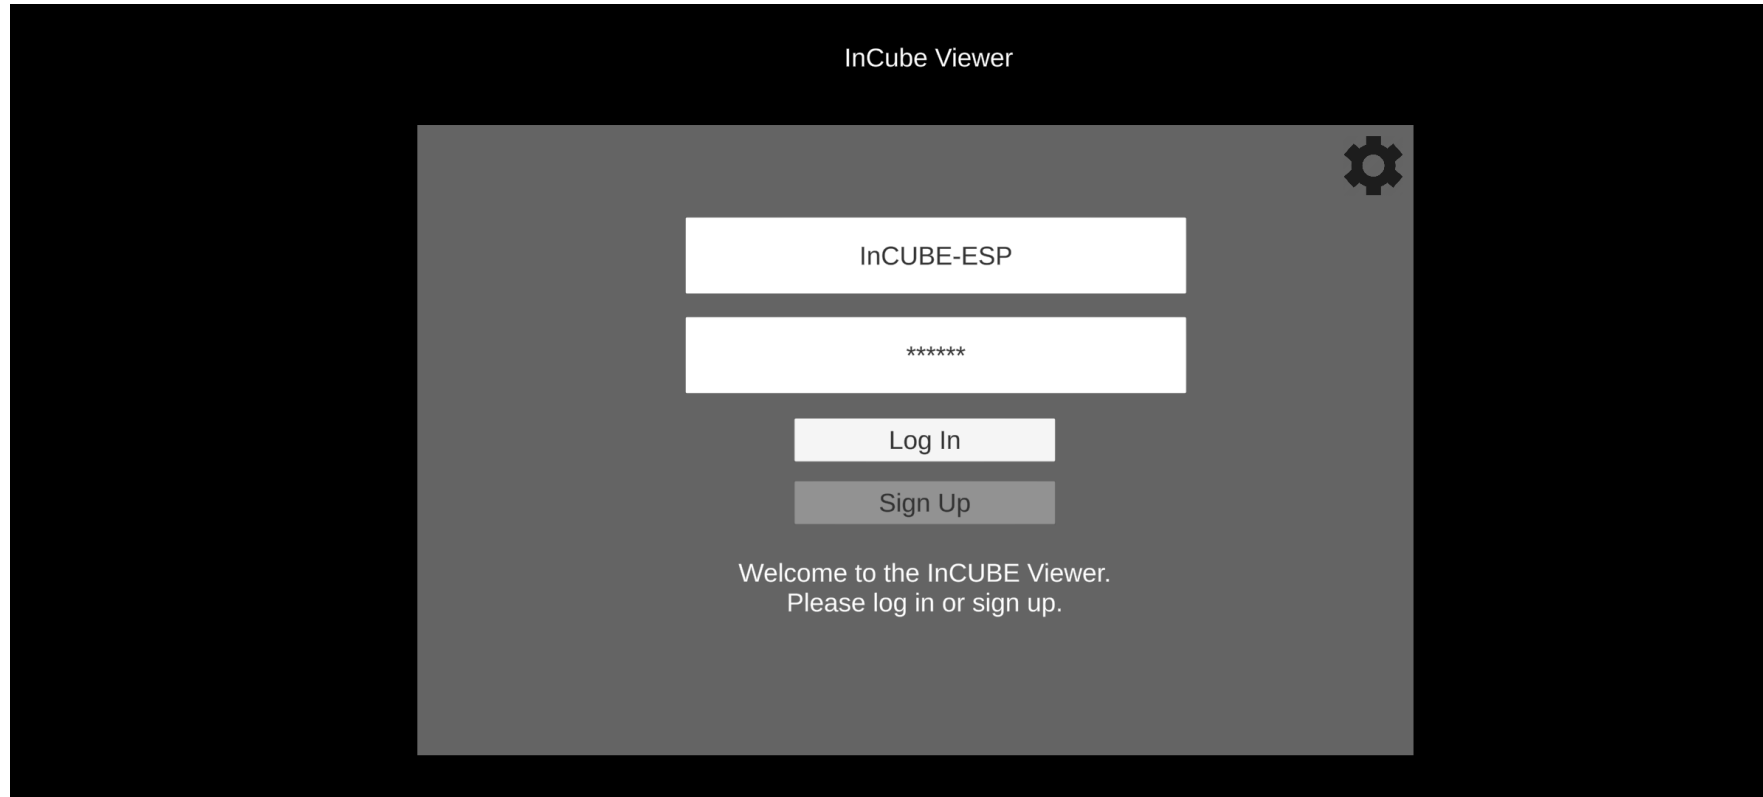 InCube Viewer
InCUBE-ESP
******
Log In
Sign Up
Welcome to the InCUBE Viewer.
Please log in or sign up.